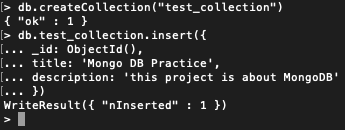 > db.createCollection("test_collection")
{ "ok" : 1 }
> db.test_collection.insert({
... _id: ObjectId(),
... title: 'Mongo DB Practice',
... description: 'this project is about MongoDB'
... })
WriteResult({ "nInserted" : 1 })
>